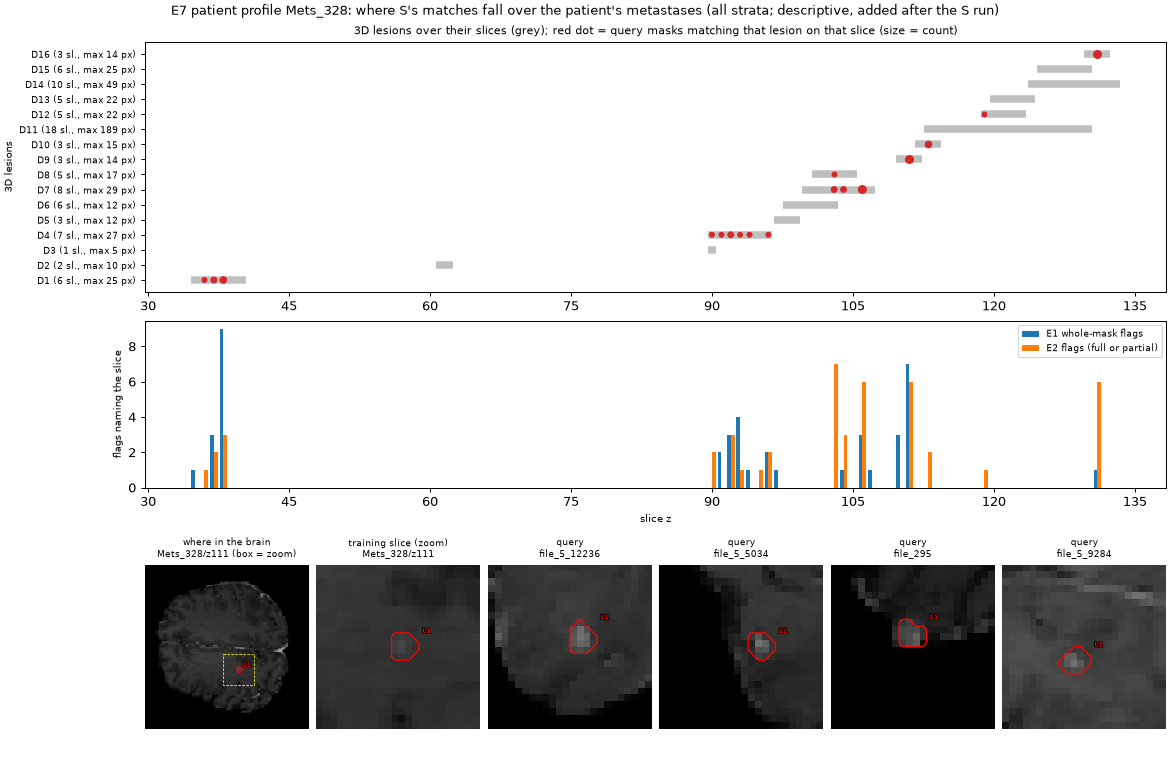 E7 patient profile Mets_328: where S's matches fall over the patient's metastases (all strata; descriptive, added after the S run)
3D lesions over their slices (grey); red dot = query masks matching that lesion on that slice (size = count)
3D lesions
D16 (3 sl., max 14 px)
D15 (6 sl., max 25 px)
D14 (10 sl., max 49 px)
D13 (5 sl., max 22 px)
D12 (5 sl., max 22 px)
D11 (18 sl., max 189 px)
D10 (3 sl., max 15 px)
D9 (3 sl., max 14 px)
D8 (5 sl., max 17 px)
D7 (8 sl., max 29 px)
D6 (6 sl., max 12 px)
D5 (3 sl., max 12 px)
D4 (7 sl., max 27 px)
D3 (1 sl., max 5 px)
D2 (2 sl., max 10 px)
D1 (6 sl., max 25 px)
30 45 60 75 90 105 120 135
flags naming the slice
8
6
4
2
0
E1 whole-mask flags
E2 flags (full or partial)
30 45 60 75 90 105 120 135
slice z
where in the brain
Mets_328/z111 (box = zoom)
training slice (zoom)
Mets_328/z111
query
file_5_12236
query
file_5_5034
query
file_295
query
file_5_9284
L1
L1
L1
L1
L1
L1